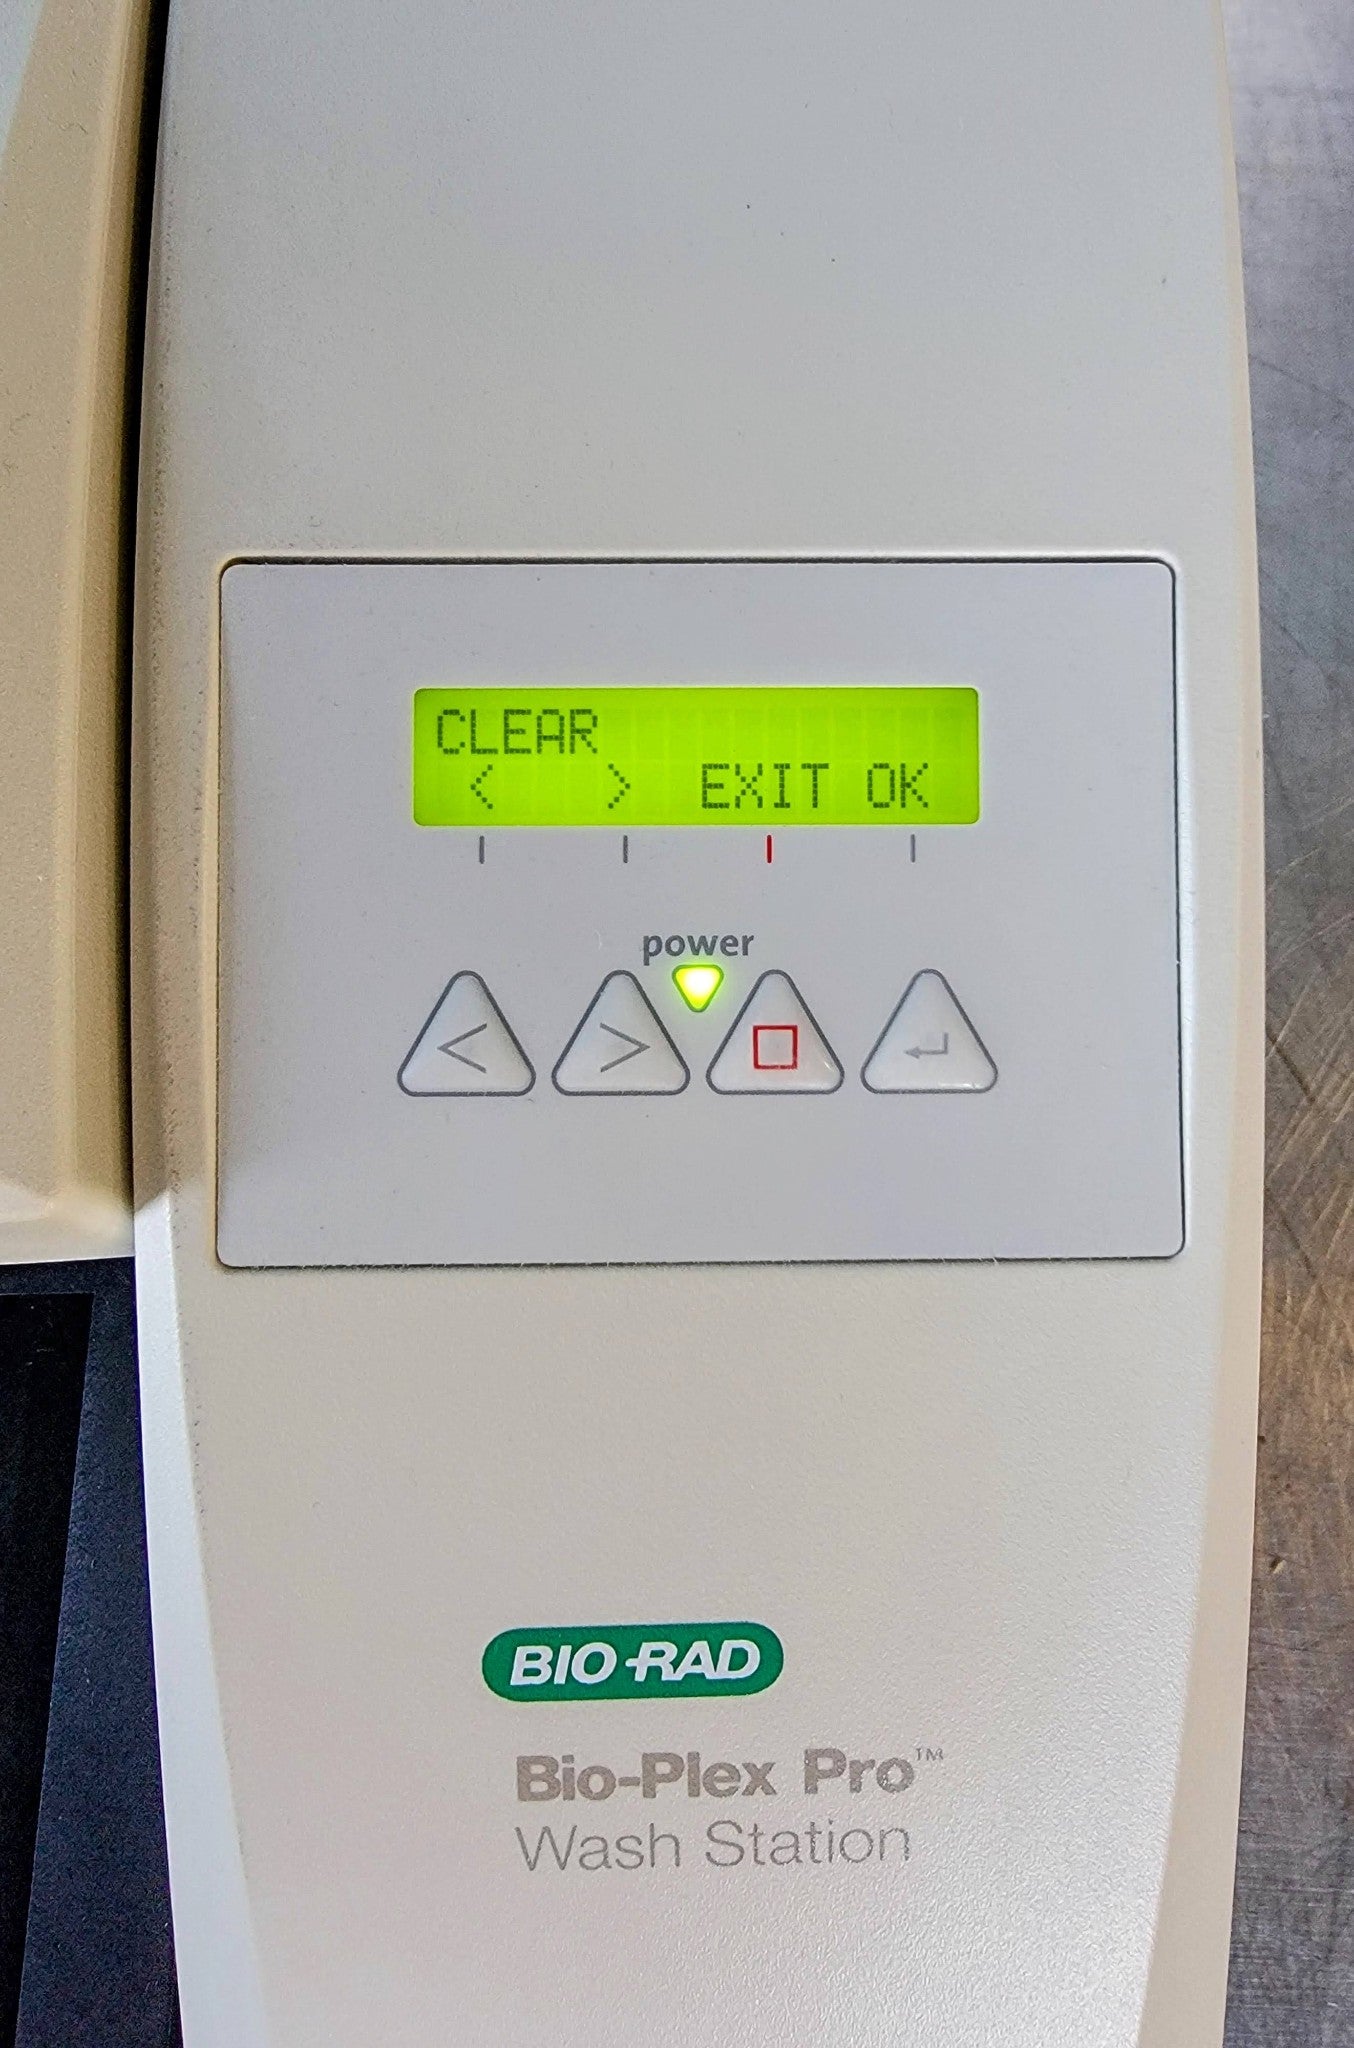 CLEAR
< > EXIT OK
power
< >
BIO-RAD
Bio-Plex Pro™
Wash Station